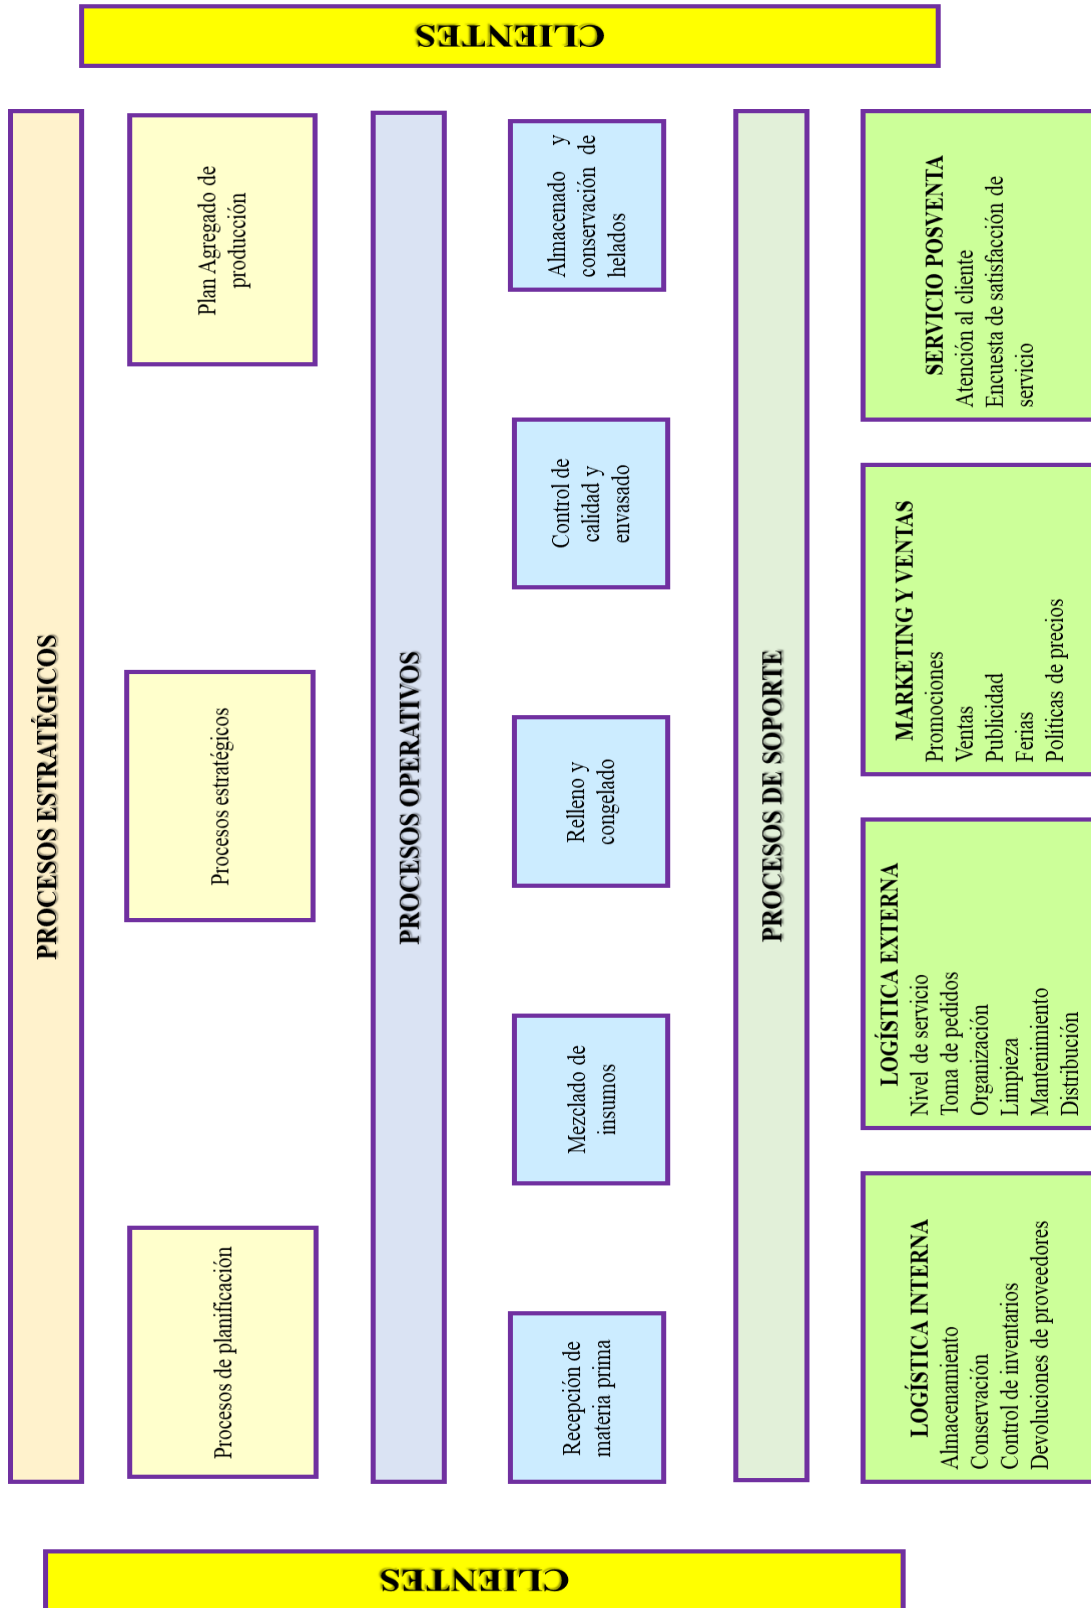 CLIENTES
PROCESOS ESTRATÉGICOS
Procesos de planificación
Procesos estratégicos
Plan Agregado de
producción
PROCESOS OPERATIVOS
Recepción de
materia prima
Mezclado de
insumos
Relleno y
congelado
Control de
calidad y
envasado
Almacenado y
conservación de
helados
PROCESOS DE SOPORTE
LOGÍSTICA INTERNA
Almacenamiento
Conservación
Control de inventarios
Devoluciones de proveedores
LOGÍSTICA EXTERNA
Nivel de servicio
Toma de pedidos
Organización
Limpieza
Mantenimiento
Distribución
MARKETING Y VENTAS
Promociones
Ventas
Publicidad
Ferias
Políticas de precios
SERVICIO POSVENTA
Atención al cliente
Encuesta de satisfacción de
servicio
CLIENTES